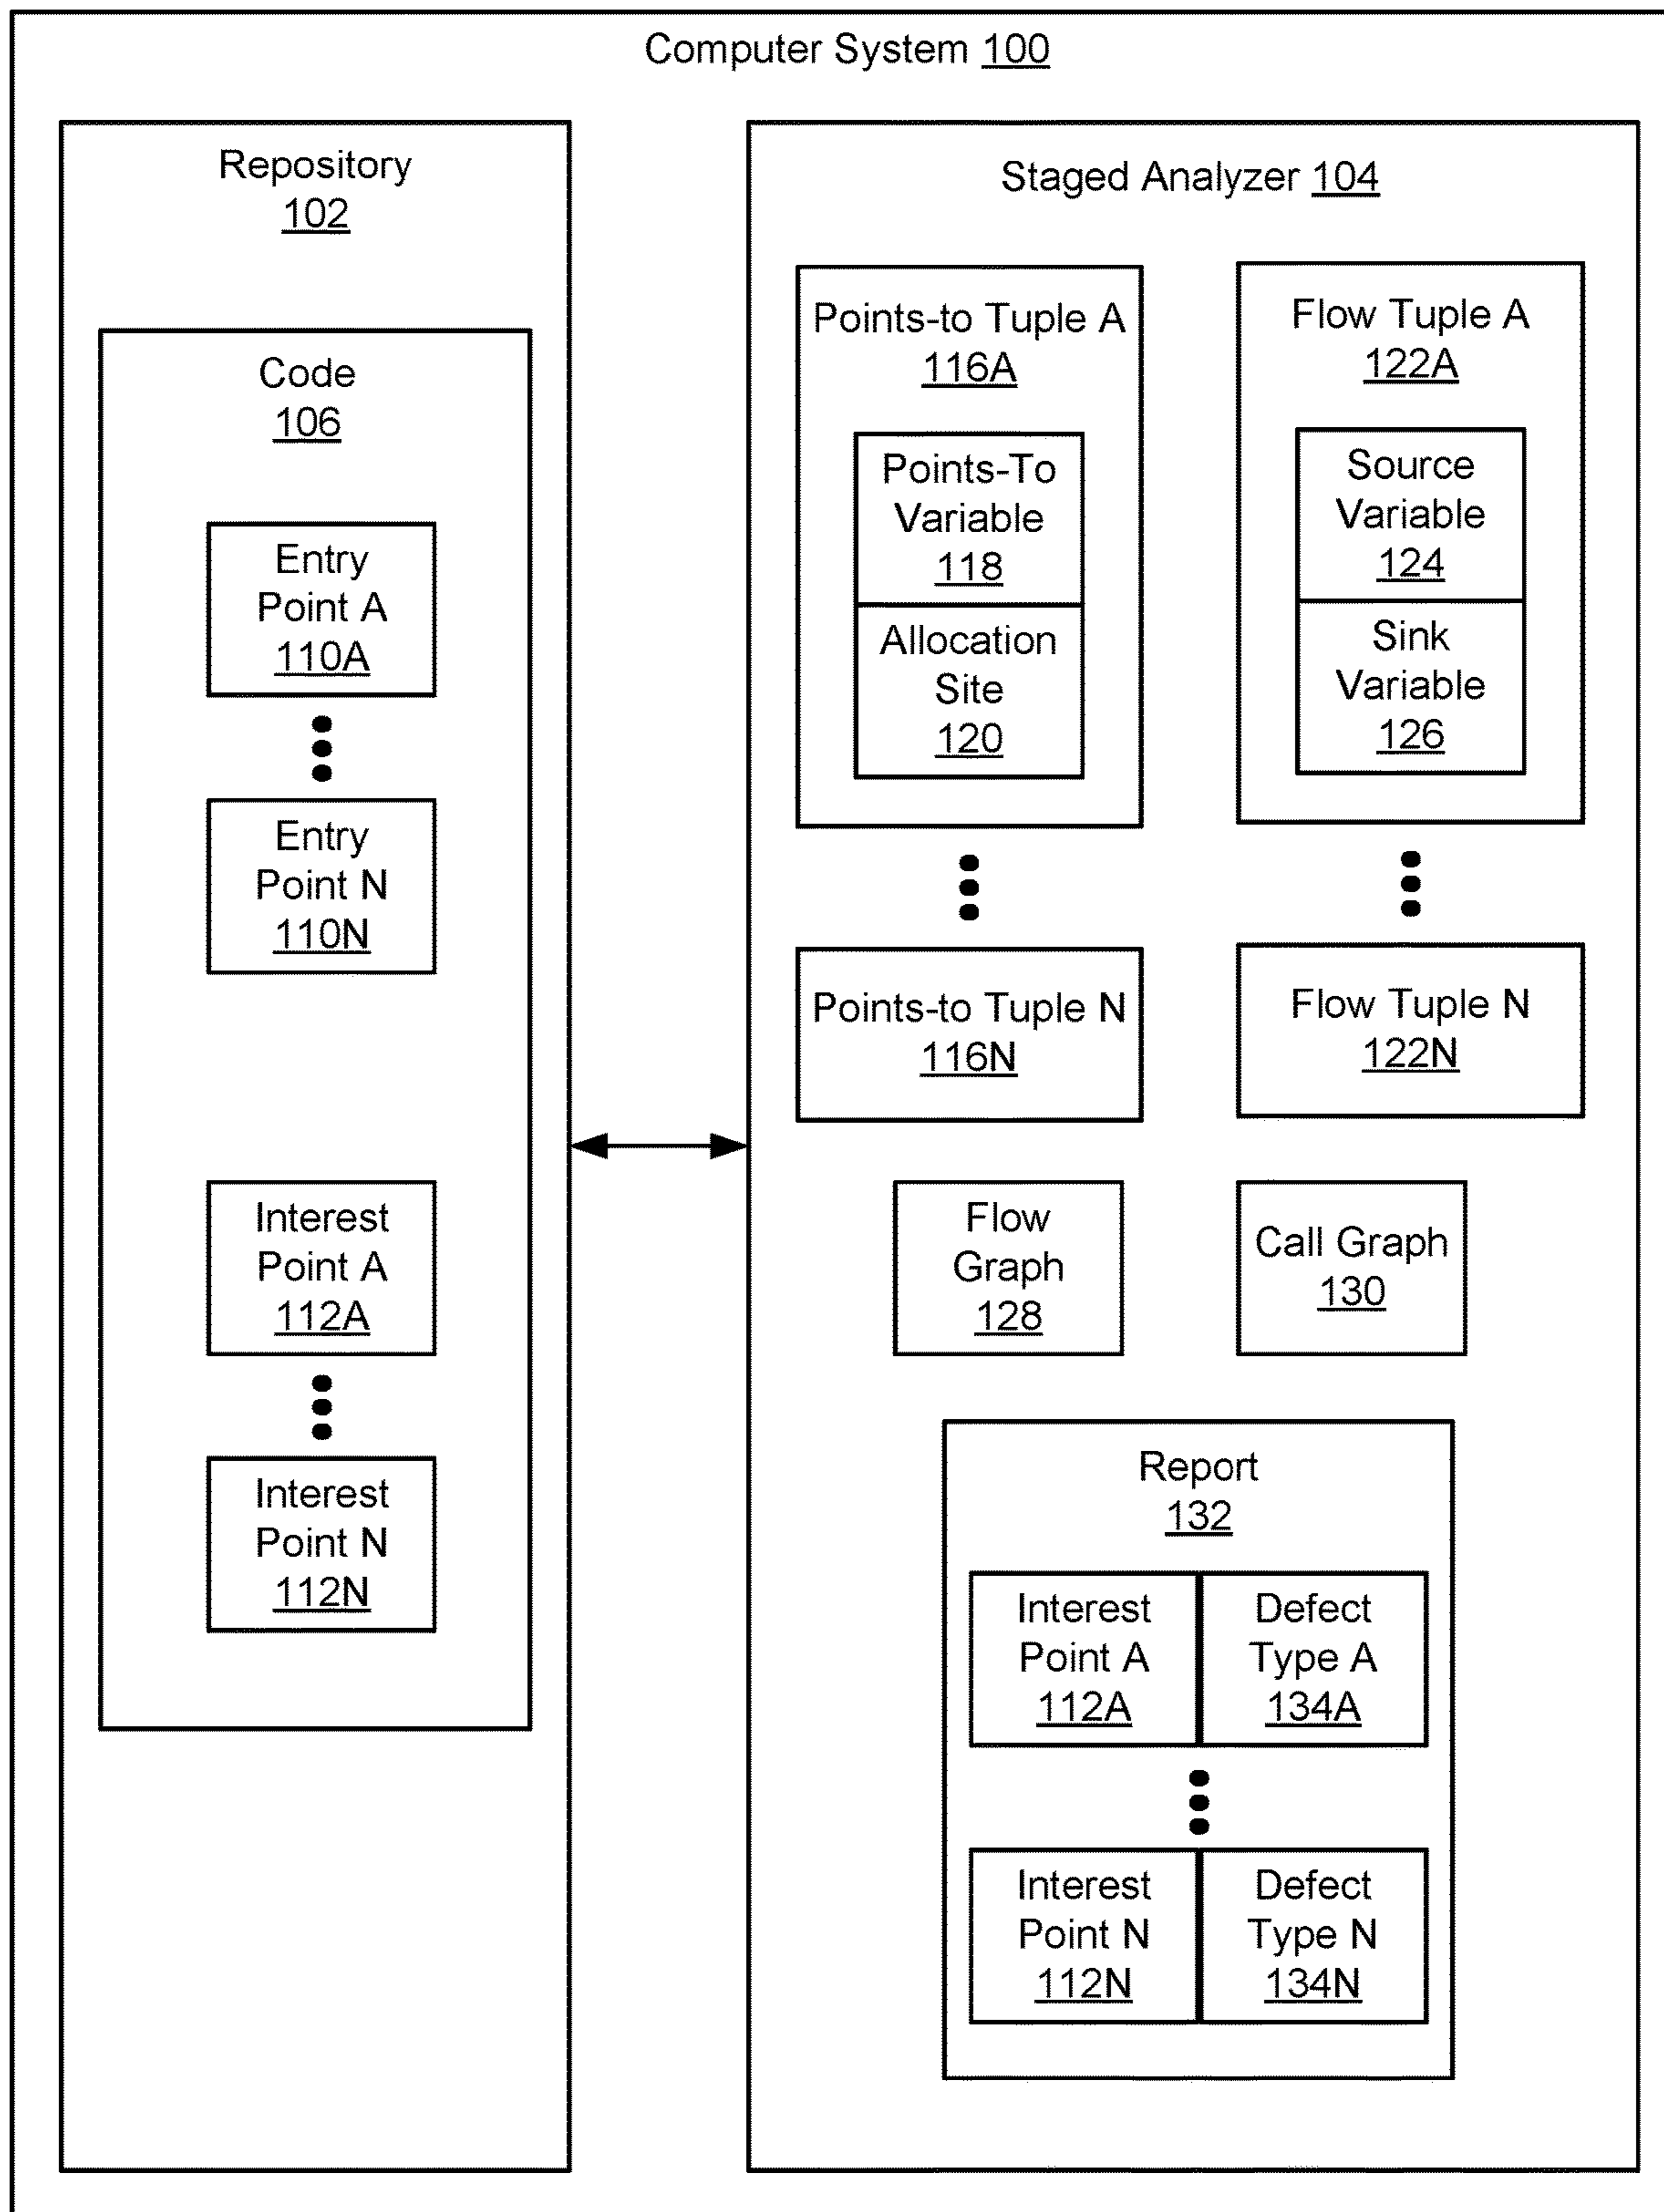 Computer System 100
Repository
102
Code
106
Entry
Point A
110A
Entry
Point N
110N
Interest
Point A
112A
Interest
Point N
112N
Staged Analyzer 104
Points-to Tuple A
116A
Points-To
Variable
118
Allocation
Site
120
Flow Tuple A
122A
Source
Variable
124
Sink
Variable
126
Points-to Tuple N
116N
Flow Tuple N
122N
Flow
Graph
128
Call Graph
130
Report
132
Interest
Point A
112A
Defect
Type A
134A
Interest
Point N
112N
Defect
Type N
134N